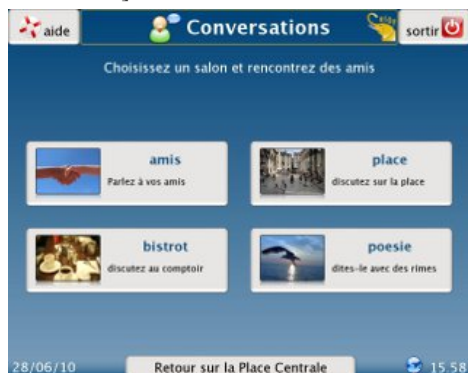 aide
Conversations
sortir
Choisissez un salon et rencontrez des amis
amis
Parlez à vos amis
place
discutez sur la place
bistrot
discutez au comptoir
poesie
dites-le avec des rimes
28/06/10
Retour sur la Place Centrale
15 58